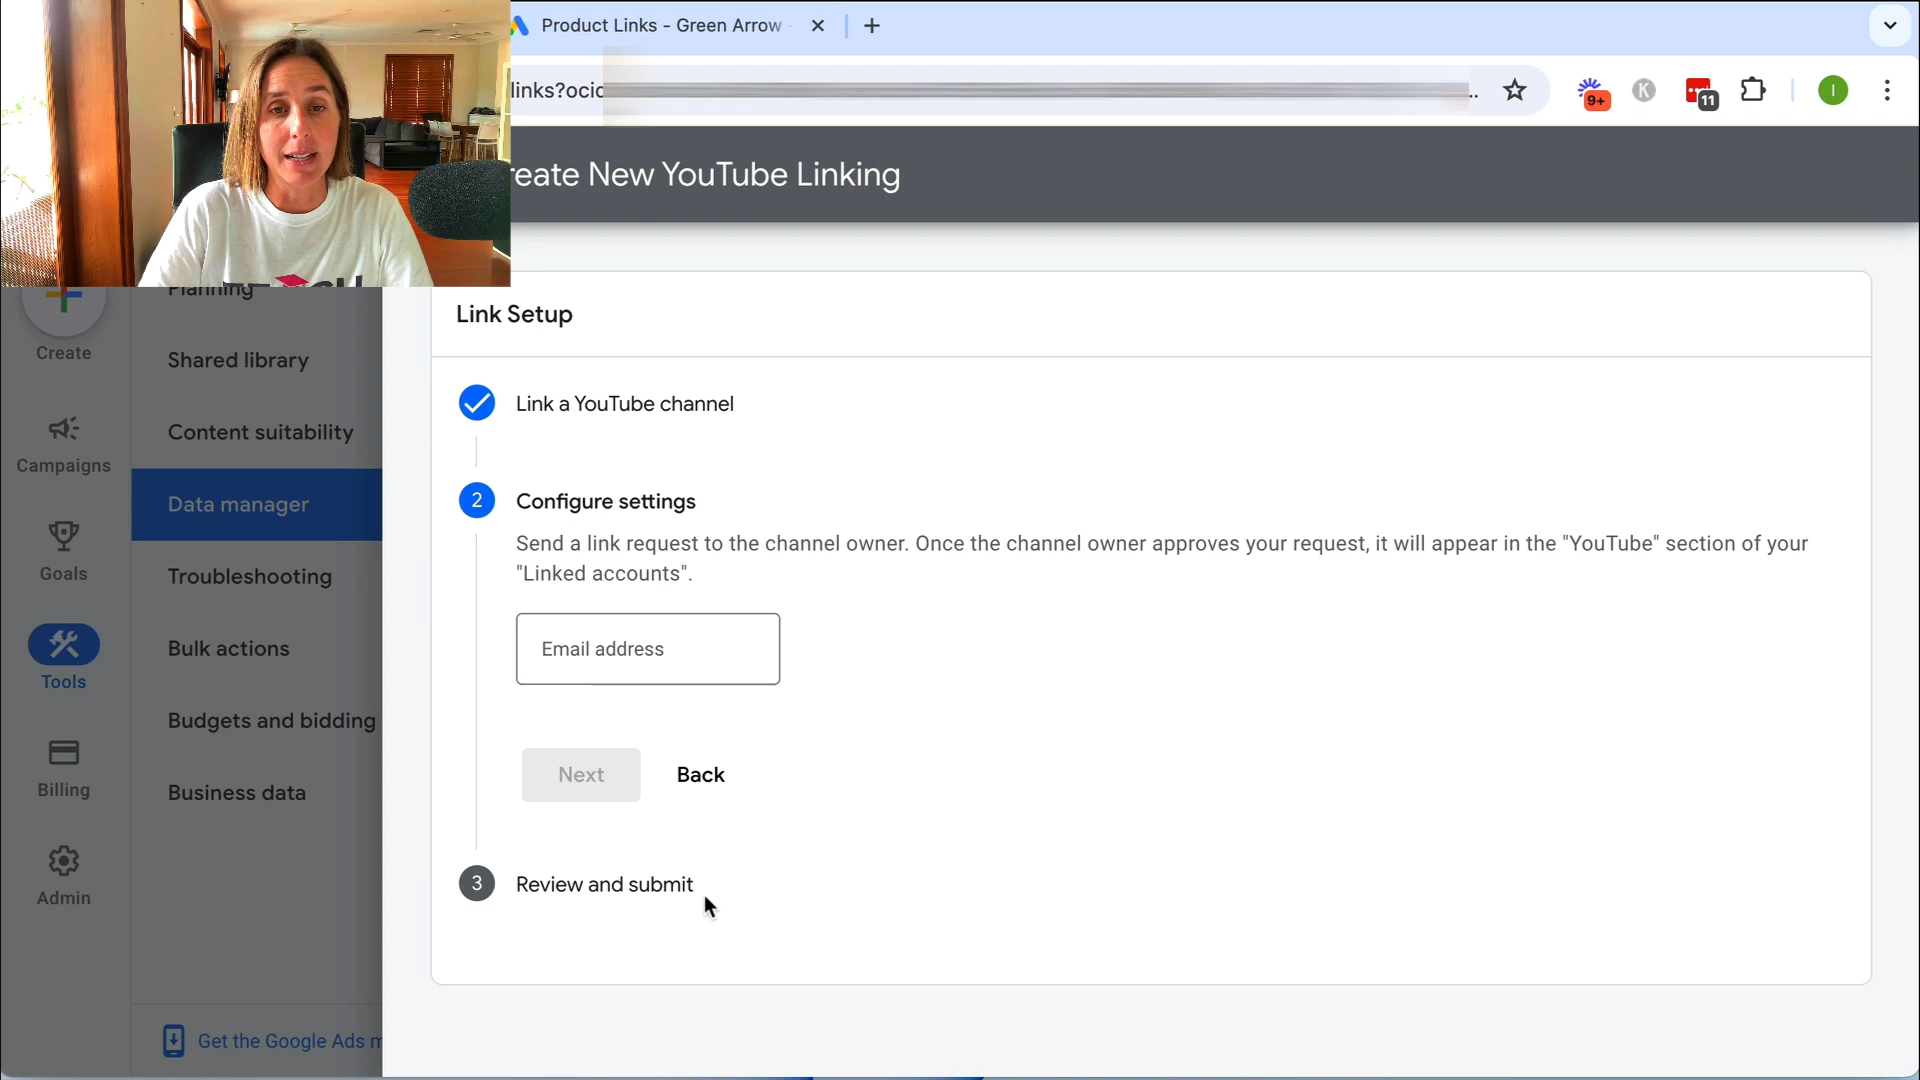 Product Links - Green Arrow -
links?ocid
..
9+
K
11
I
reate New YouTube Linking
Planning
Create
Shared library
Campaigns
Content suitability
Data manager
Goals
Troubleshooting
Tools
Bulk actions
Budgets and bidding
Billing
Business data
Admin
Get the Google Ads m
Link Setup
Link a YouTube channel
2
Configure settings
Send a link request to the channel owner. Once the channel owner approves your request, it will appear in the "YouTube" section of your
"Linked accounts".
Email address
Next
Back
3
Review and submit